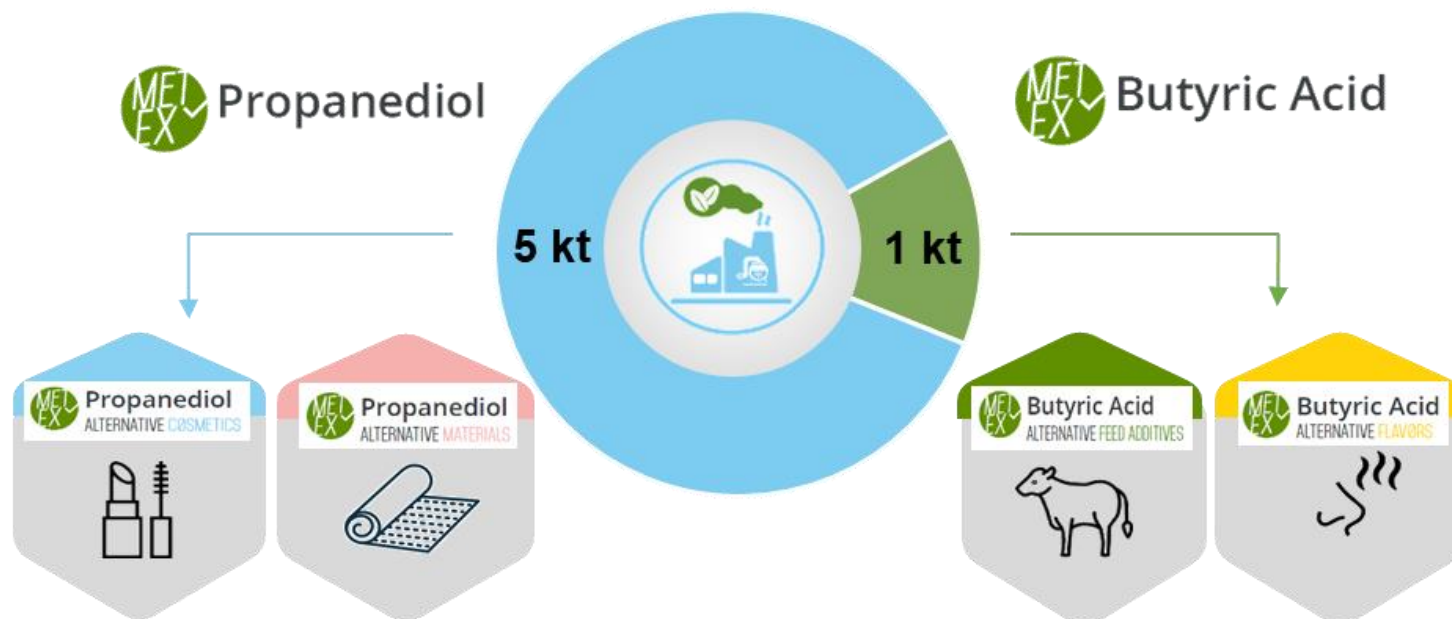 MET
EX
Propanediol
MET
EX
Butyric Acid
5 kt
1 kt
MET
EX
Propanediol
ALTERNATIVE COSMETICS
MET
EX
Propanediol
ALTERNATIVE MATERIALS
MET
EX
Butyric Acid
ALTERNATIVE FEED ADDITIVES
MET
EX
Butyric Acid
ALTERNATIVE FLAVØRS